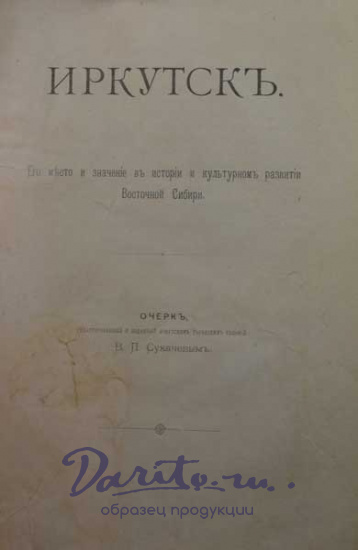 ИРКУТСКЪ.
Его мѣсто и значеніе въ исторіи и культурномъ развитіи
Восточной Сибири.
ОЧЕРКЪ,
В. П. Сукачевымъ.
Darito.ru...
образец продукции